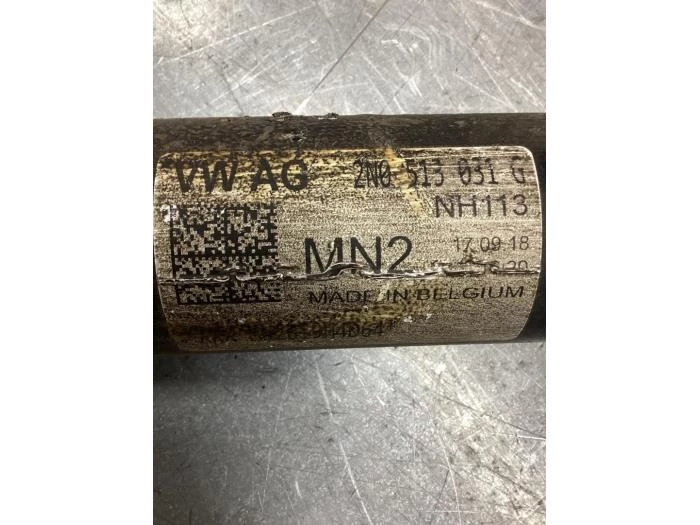 VW AG 2N0 513 031 G
NH113
MN2 17.09.18
MADE IN BELGIUM